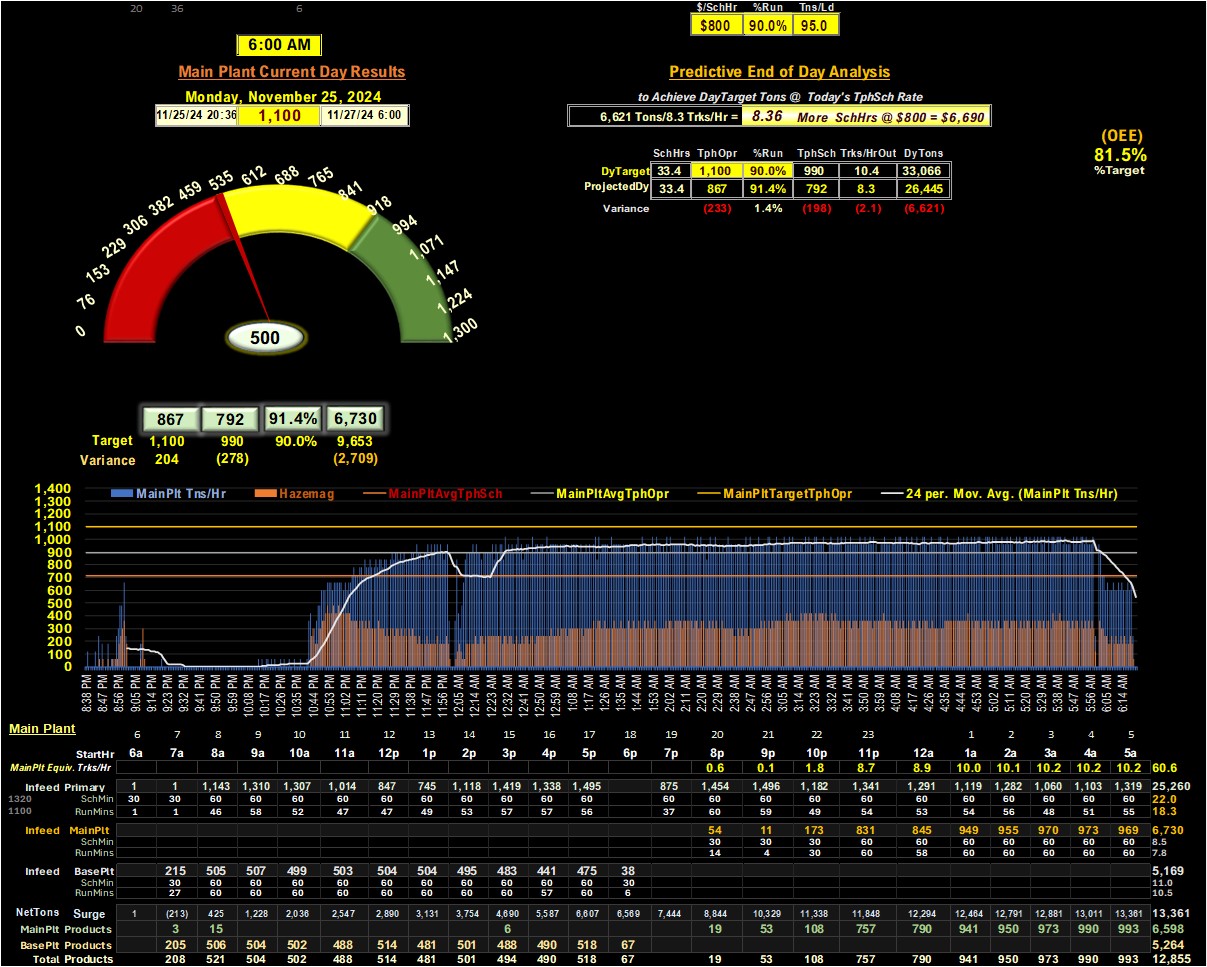 20 36 6
$/SchHr %Run Tns/Ld
$800 90.0% 95.0
6:00 AM
Main Plant Current Day Results
Monday, November 25, 2024
11/25/24 20:36 1,100 11/27/24 6:00
Predictive End of Day Analysis
to Achieve DayTarget Tons @ Today's TphSch Rate
6,621 Tons/8.3 Trks/Hr = 8.36 More SchHrs @ $800 = $6,690
(OEE)
81.5%
%Target
SchHrs TphOpr %Run TphSch Trks/HrOut DyTons
DyTarget 33.4 1,100 90.0% 990 10.4 33,066
ProjectedDy 33.4 867 91.4% 792 8.3 26,445
Variance (233) 1.4% (198) (2.1) (6,621)
0 76 153 229 306 382 459 535 612 688 765 841 918 994 1,071 1,147 1,224 1,300
500
867 792 91.4% 6,730
Target 1,100 990 90.0% 9,653
Variance 204 (278) (2,709)
MainPlt Tns/Hr Hazemag MainPltAvgTphSch MainPltAvgTphOpr MainPltTargetTphOpr 24 per. Mov. Avg. (MainPlt Tns/Hr)
1,400
1,300
1,200
1,100
1,000
900
800
700
600
500
400
300
200
100
0
8:38 PM 8:47 PM 8:56 PM 9:05 PM 9:14 PM 9:23 PM 9:32 PM 9:41 PM 9:50 PM 9:59 PM 10:08 PM 10:17 PM 10:26 PM 10:35 PM 10:44 PM 10:53 PM 11:02 PM 11:11 PM 11:20 PM 11:29 PM 11:38 PM 11:47 PM 11:56 PM 12:05 AM 12:14 AM 12:23 AM 12:32 AM 12:41 AM 12:50 AM 12:59 AM 1:08 AM 1:17 AM 1:26 AM 1:35 AM 1:44 AM 1:53 AM 2:02 AM 2:11 AM 2:20 AM 2:29 AM 2:38 AM 2:47 AM 2:56 AM 3:05 AM 3:14 AM 3:23 AM 3:32 AM 3:41 AM 3:50 AM 3:59 AM 4:08 AM 4:17 AM 4:26 AM 4:35 AM 4:44 AM 4:53 AM 5:02 AM 5:11 AM 5:20 AM 5:29 AM 5:38 AM 5:47 AM 5:56 AM 6:05 AM 6:14 AM
Main Plant 6 7 8 9 10 11 12 13 14 15 16 17 18 19 20 21 22 23 1 2 3 4 5
StartHr 6a 7a 8a 9a 10a 11a 12p 1p 2p 3p 4p 5p 6p 7p 8p 9p 10p 11p 12a 1a 2a 3a 4a 5a
MainPlt Equiv. Trks/Hr 0.6 0.1 1.8 8.7 8.9 10.0 10.1 10.2 10.2 10.2 60.6
Infeed Primary 1 1 1,143 1,310 1,307 1,014 847 745 1,118 1,419 1,338 1,495 875 1,454 1,496 1,182 1,341 1,291 1,119 1,282 1,060 1,103 1,319 25,260
1320 SchMin 30 30 60 60 60 60 60 60 60 60 60 60 60 60 60 60 60 60 60 60 60 60 60 22.0
1100 RunMins 1 1 46 58 52 47 47 49 53 57 57 56 37 60 59 49 54 53 54 56 48 51 55 18.3
Infeed MainPlt 54 11 173 831 845 949 955 970 973 969 6,730
SchMin 30 30 30 60 60 60 60 60 60 60 8.5
RunMins 14 4 30 60 58 60 60 60 60 60 7.8
Infeed BasePlt 215 505 507 499 503 504 504 495 483 441 475 38 5,169
SchMin 30 60 60 60 60 60 60 60 60 60 60 30 11.0
RunMins 27 60 60 60 60 60 60 60 60 57 60 6 10.5
NetTons Surge 1 (213) 425 1,228 2,036 2,547 2,890 3,131 3,754 4,690 5,587 6,607 6,569 7,444 8,844 10,329 11,338 11,848 12,294 12,464 12,791 12,881 13,011 13,361 13,361
MainPlt Products 3 15 6 19 53 108 757 790 941 950 973 990 993 6,598
BasePlt Products 205 506 504 502 488 514 481 501 488 490 518 67 5,264
Total Products 208 521 504 502 488 514 481 501 494 490 518 67 19 53 108 757 790 941 950 973 990 993 12,855